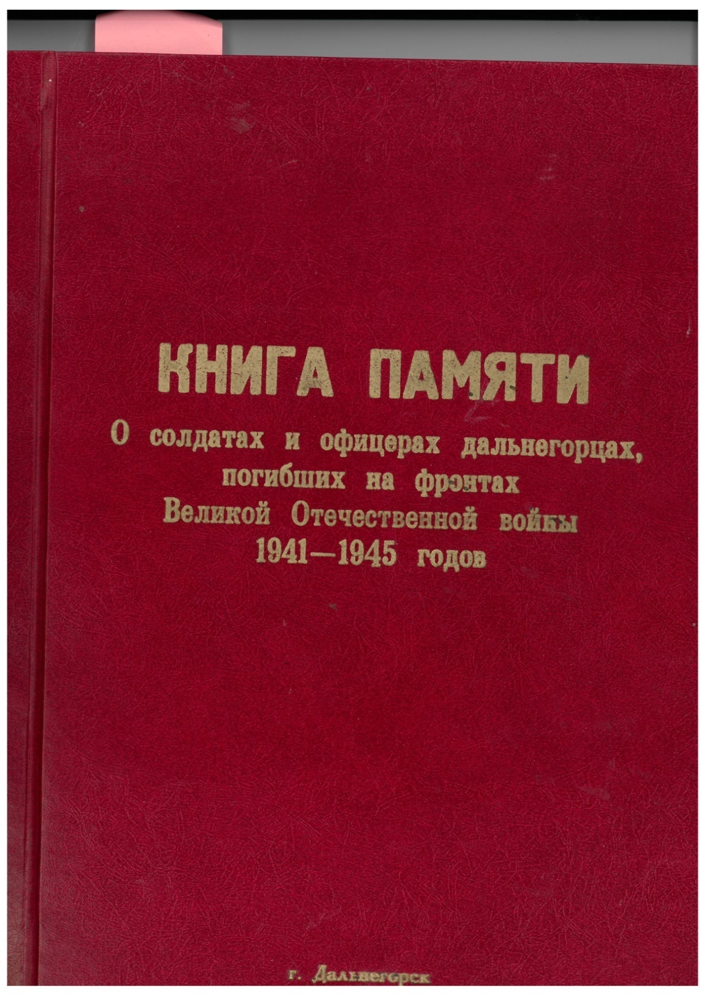 КНИГА ПАМЯТИ
О солдатах и офицерах дальнегорцах,
погибших на фронтах
Великой Отечественной войны
1941—1945 годов
г. Дальнегорск